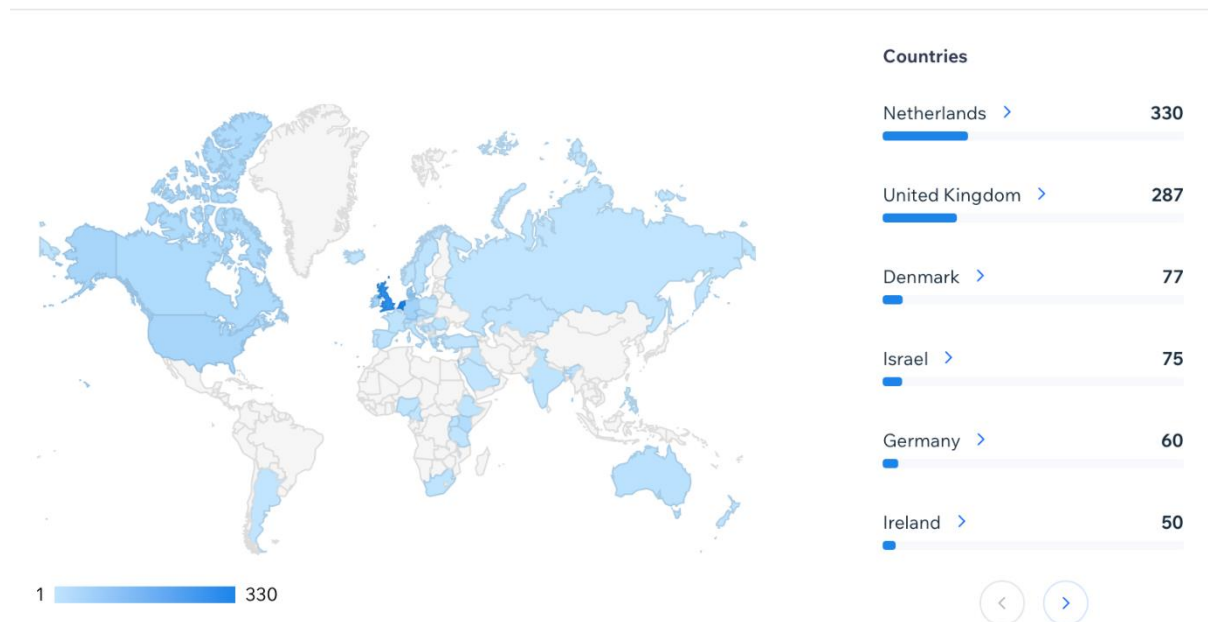 Countries
Netherlands
330
United Kingdom
287
Denmark
77
Israel
75
Germany
60
Ireland
50
1
330